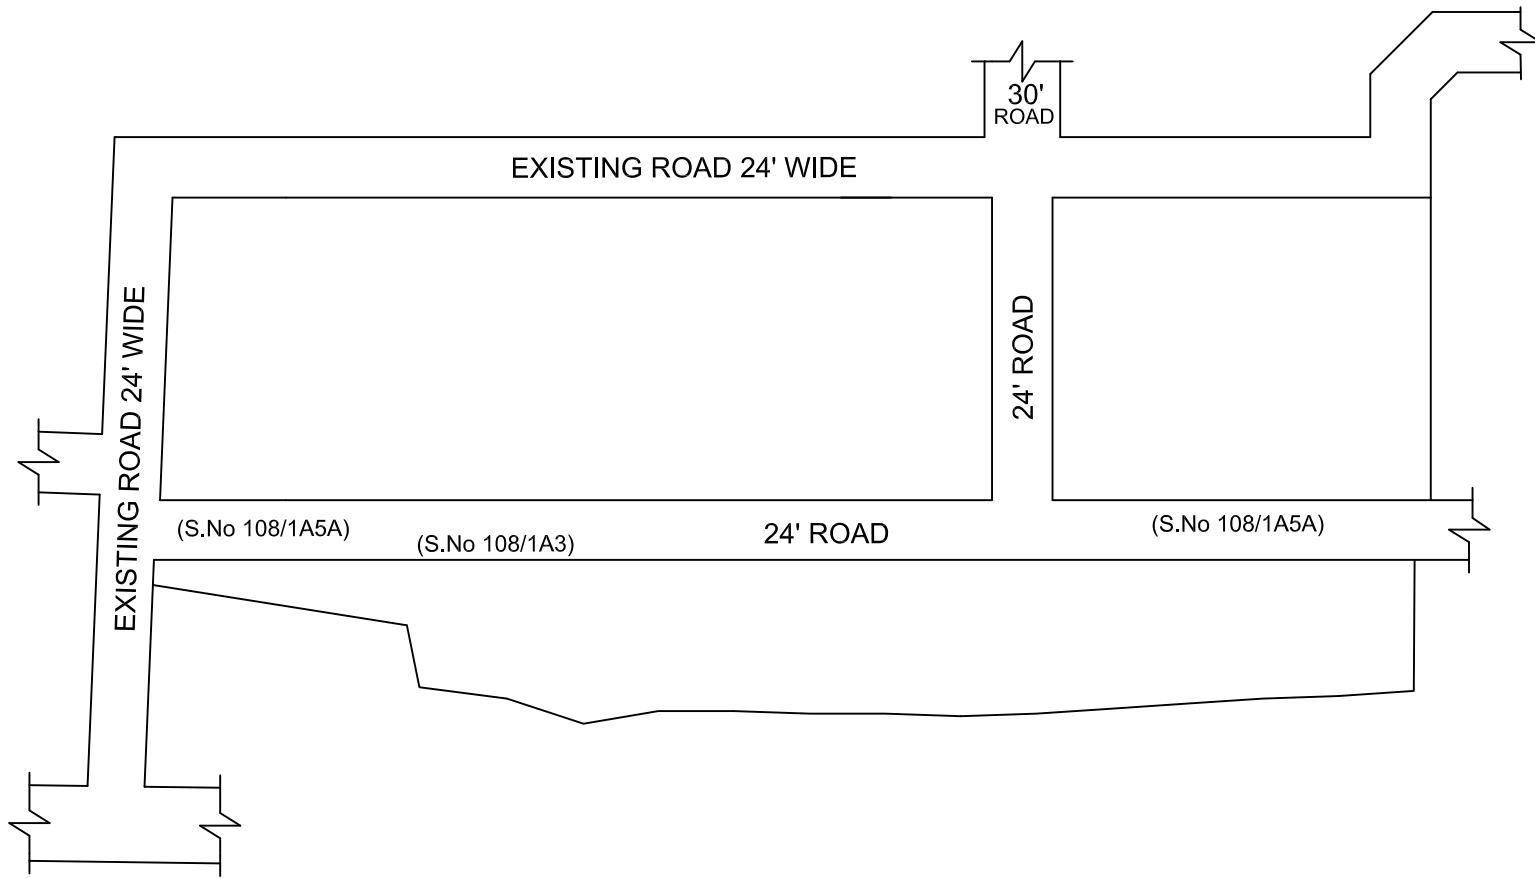 30'
ROAD
EXISTING ROAD 24' WIDE
EXISTING ROAD 24' WIDE
24' ROAD
(S.No 108/1A5A)
(S.No 108/1A3)
24' ROAD
(S.No 108/1A5A)